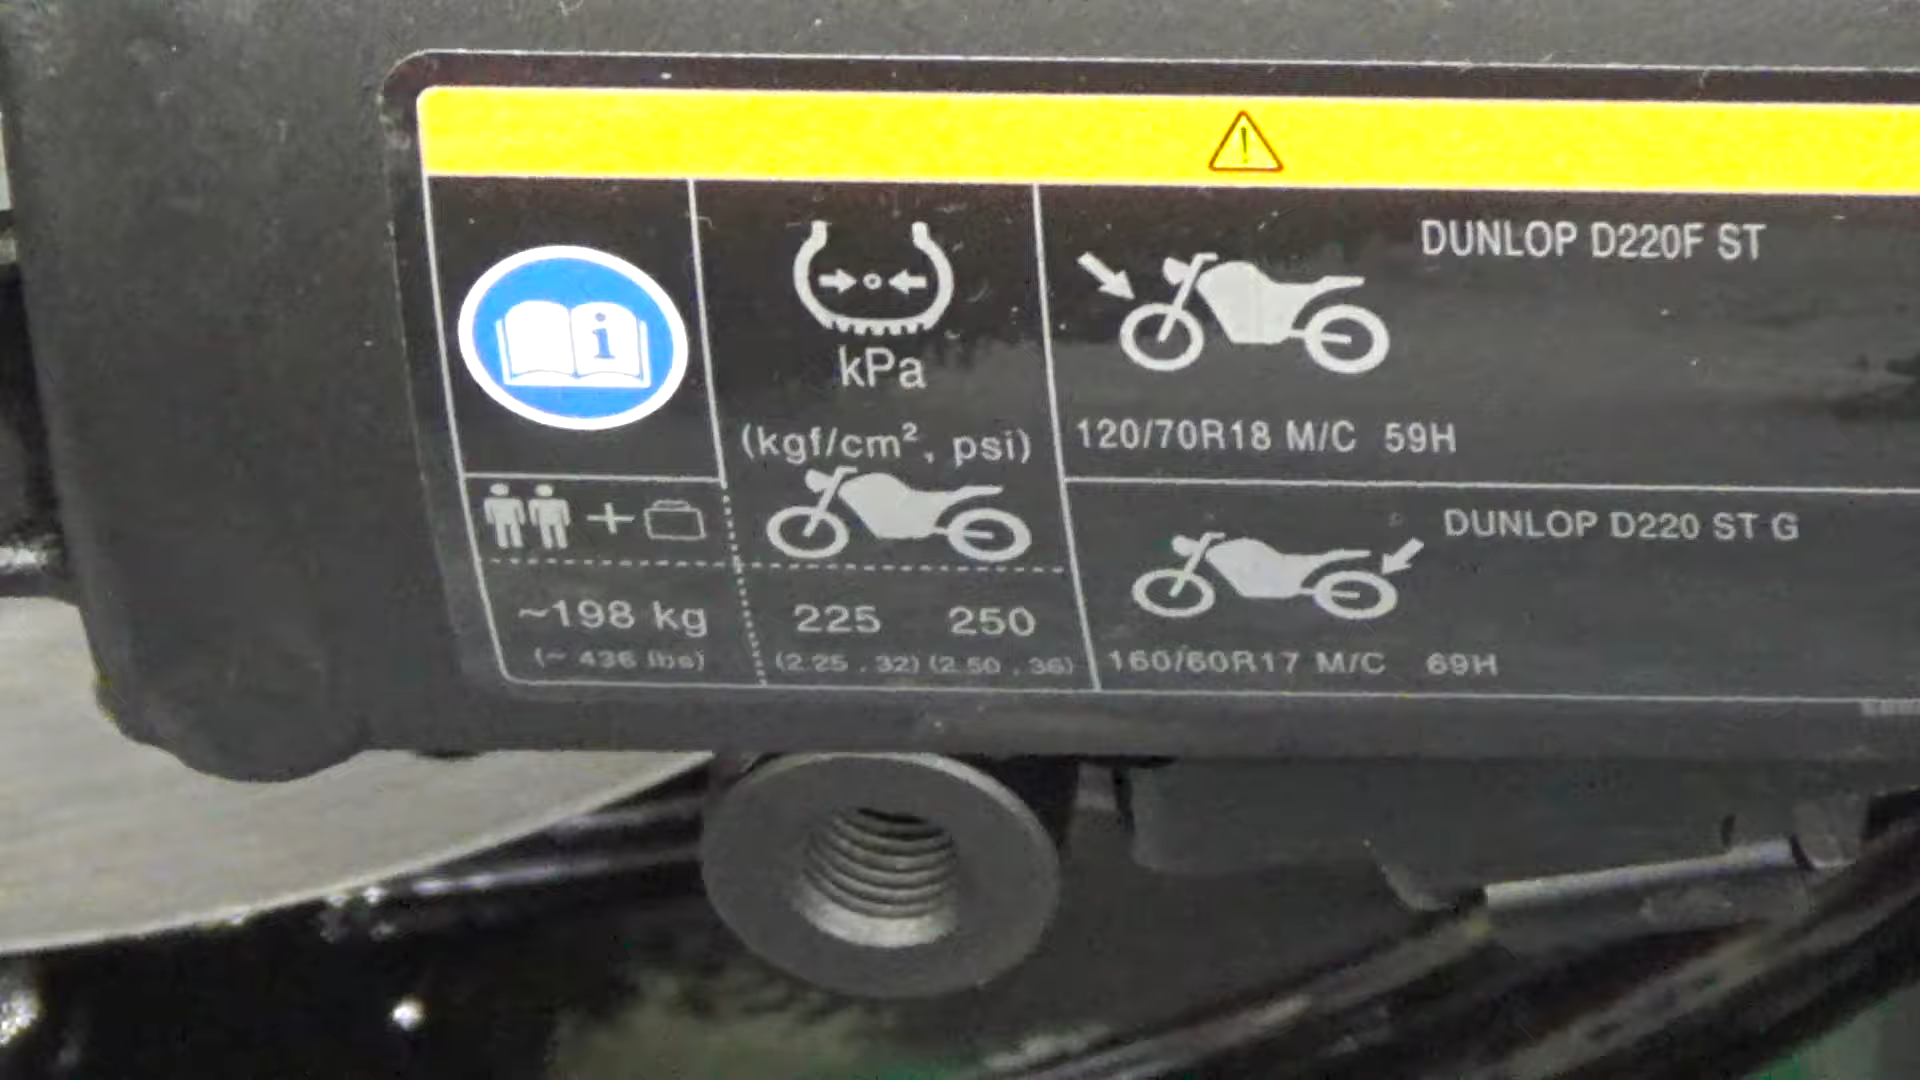 DUNLOP D220F ST
kPa
(kgf/cm², psi)
120/70R18 M/C 59H
DUNLOP D220 ST G
~198 kg
225 250
(~ 436 lbs)
(2.25 , 32) (2.50 , 36)
160/60R17 M/C 69H